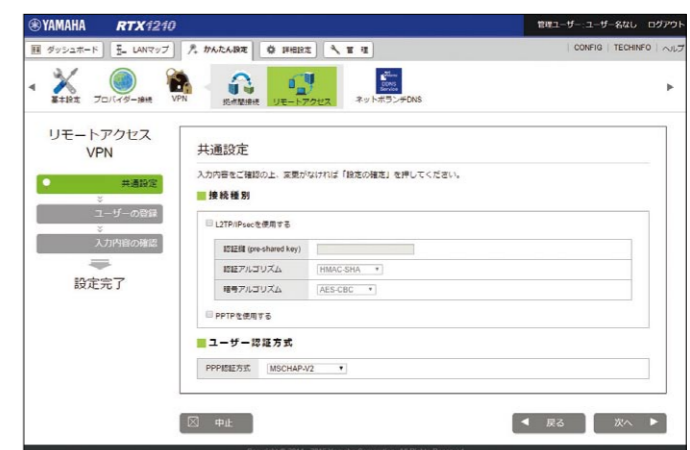 YAMAHA RTX1210 管理ユーザー:ユーザー名なし ログアウト
ダッシュボード LANマップ かんたん設定 詳細設定 管理 CONFIG TECHINFO ヘルプ
基本設定 プロバイダー接続 VPN 拠点間接続 リモートアクセス ネットボランチDNS
リモートアクセス
VPN
共通設定
ユーザーの登録
入力内容の確認
設定完了
共通設定
入力内容をご確認の上、変更がなければ「設定の確定」を押してください。
接続種別
L2TP/IPsecを使用する
認証鍵 (pre-shared key)
認証アルゴリズム HMAC-SHA
暗号アルゴリズム AES-CBC
PPTPを使用する
ユーザー認証方式
PPP認証方式 MSCHAP-V2
中止 戻る 次へ